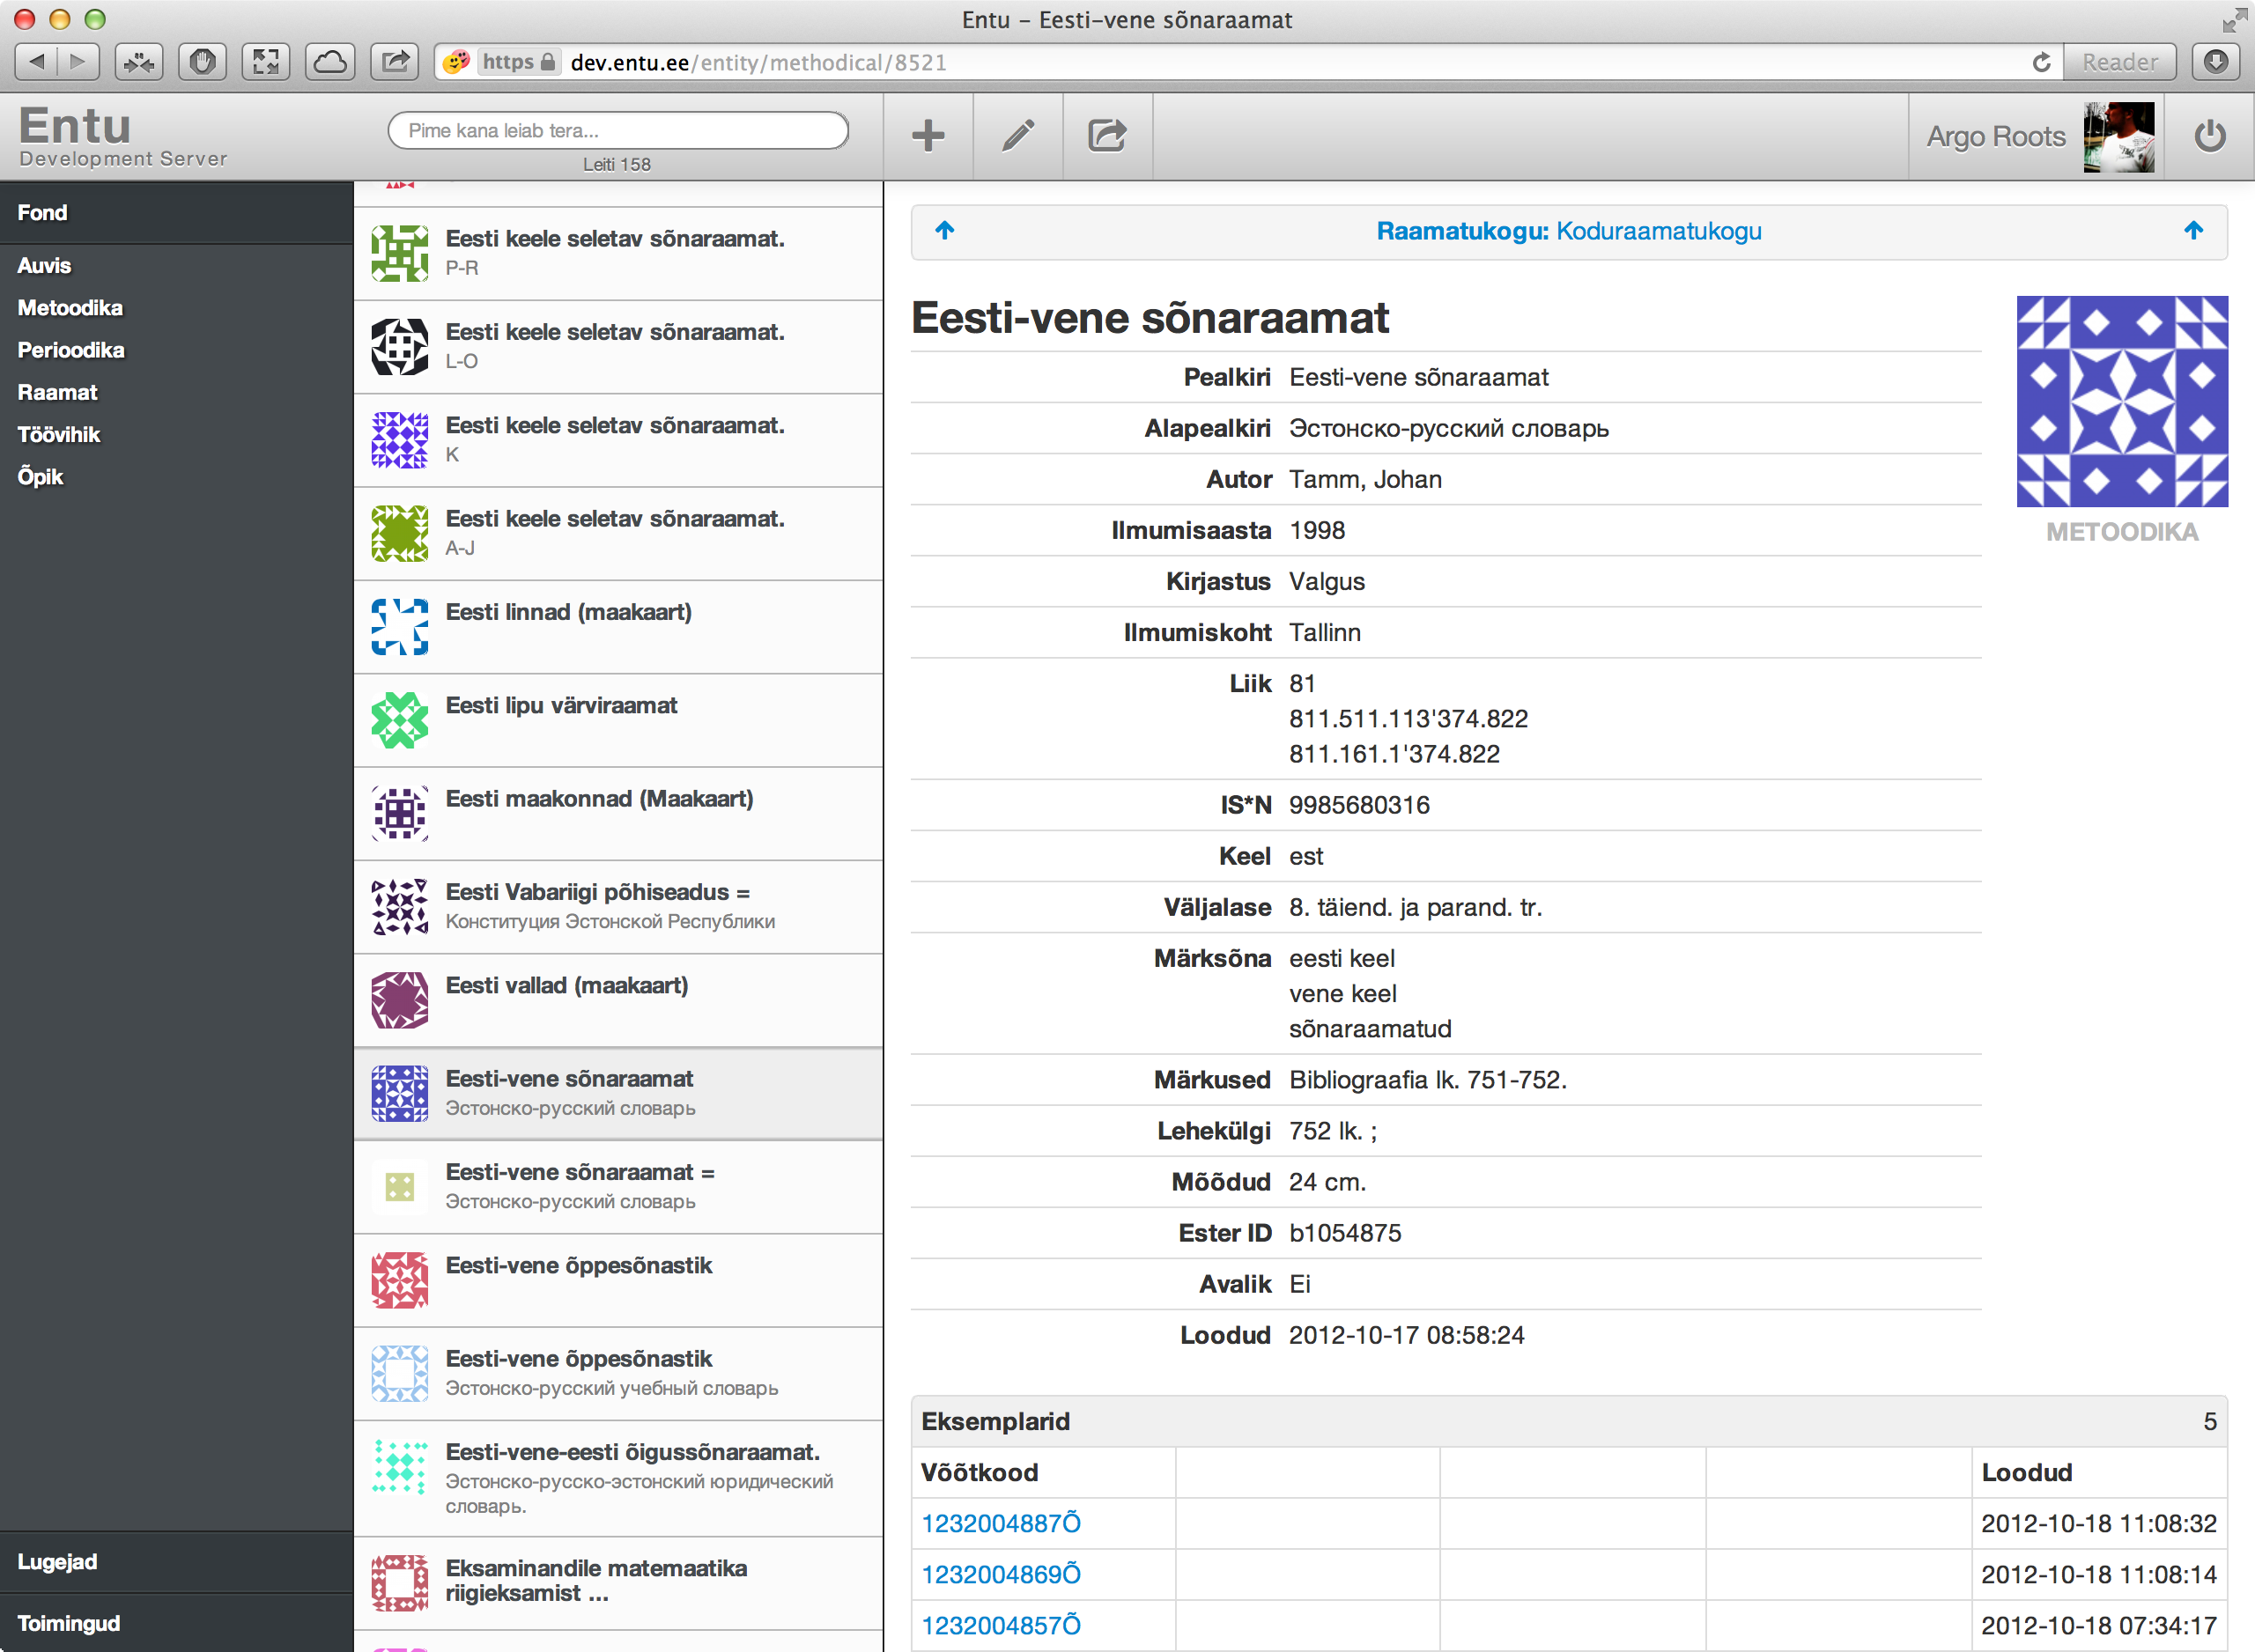 Entu – Eesti-vene sõnaraamat
https dev.entu.ee/entity/methodical/8521
Reader
Entu
Development Server
Pime kana leiab tera...
Leiti 158
Argo Roots
Fond
Auvis
Metoodika
Perioodika
Raamat
Töövihik
Õpik
Lugejad
Toimingud
Eesti keele seletav sõnaraamat.
P-R
Eesti keele seletav sõnaraamat.
L-O
Eesti keele seletav sõnaraamat.
K
Eesti keele seletav sõnaraamat.
A-J
Eesti linnad (maakaart)
Eesti lipu värviraamat
Eesti maakonnad (Maakaart)
Eesti Vabariigi põhiseadus =
Конституция Эстонской Республики
Eesti vallad (maakaart)
Eesti-vene sõnaraamat
Эстонско-русский словарь
Eesti-vene sõnaraamat =
Эстонско-русский словарь
Eesti-vene õppesõnastik
Eesti-vene õppesõnastik
Эстонско-русский учебный словарь
Eesti-vene-eesti õigussõnaraamat.
Эстонско-русско-эстонский юридический
словарь.
Eksaminandile matemaatika
riigieksamist ...
Raamatukogu: Koduraamatukogu
Eesti-vene sõnaraamat
METOODIKA
Pealkiri Eesti-vene sõnaraamat
Alapealkiri Эстонско-русский словарь
Autor Tamm, Johan
Ilmumisaasta 1998
Kirjastus Valgus
Ilmumiskoht Tallinn
Liik 81
811.511.113'374.822
811.161.1'374.822
IS*N 9985680316
Keel est
Väljalase 8. täiend. ja parand. tr.
Märksõna eesti keel
vene keel
sõnaraamatud
Märkused Bibliograafia lk. 751-752.
Lehekülgi 752 lk. ;
Mõõdud 24 cm.
Ester ID b1054875
Avalik Ei
Loodud 2012-10-17 08:58:24
Eksemplarid 5
Vöötkood Loodud
1232004887Õ 2012-10-18 11:08:32
1232004869Õ 2012-10-18 11:08:14
1232004857Õ 2012-10-18 07:34:17